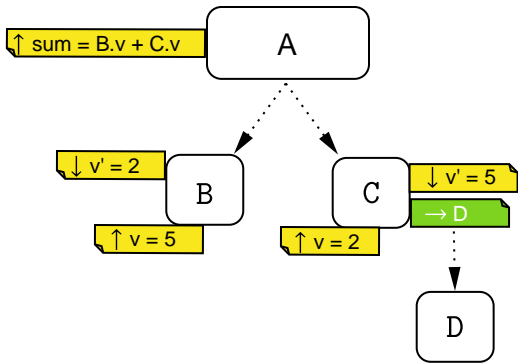 A
↑ sum = B.v + C.v
↓ v' = 2
B
↑ v = 5
C
↓ v' = 5
→ D
↑ v = 2
D